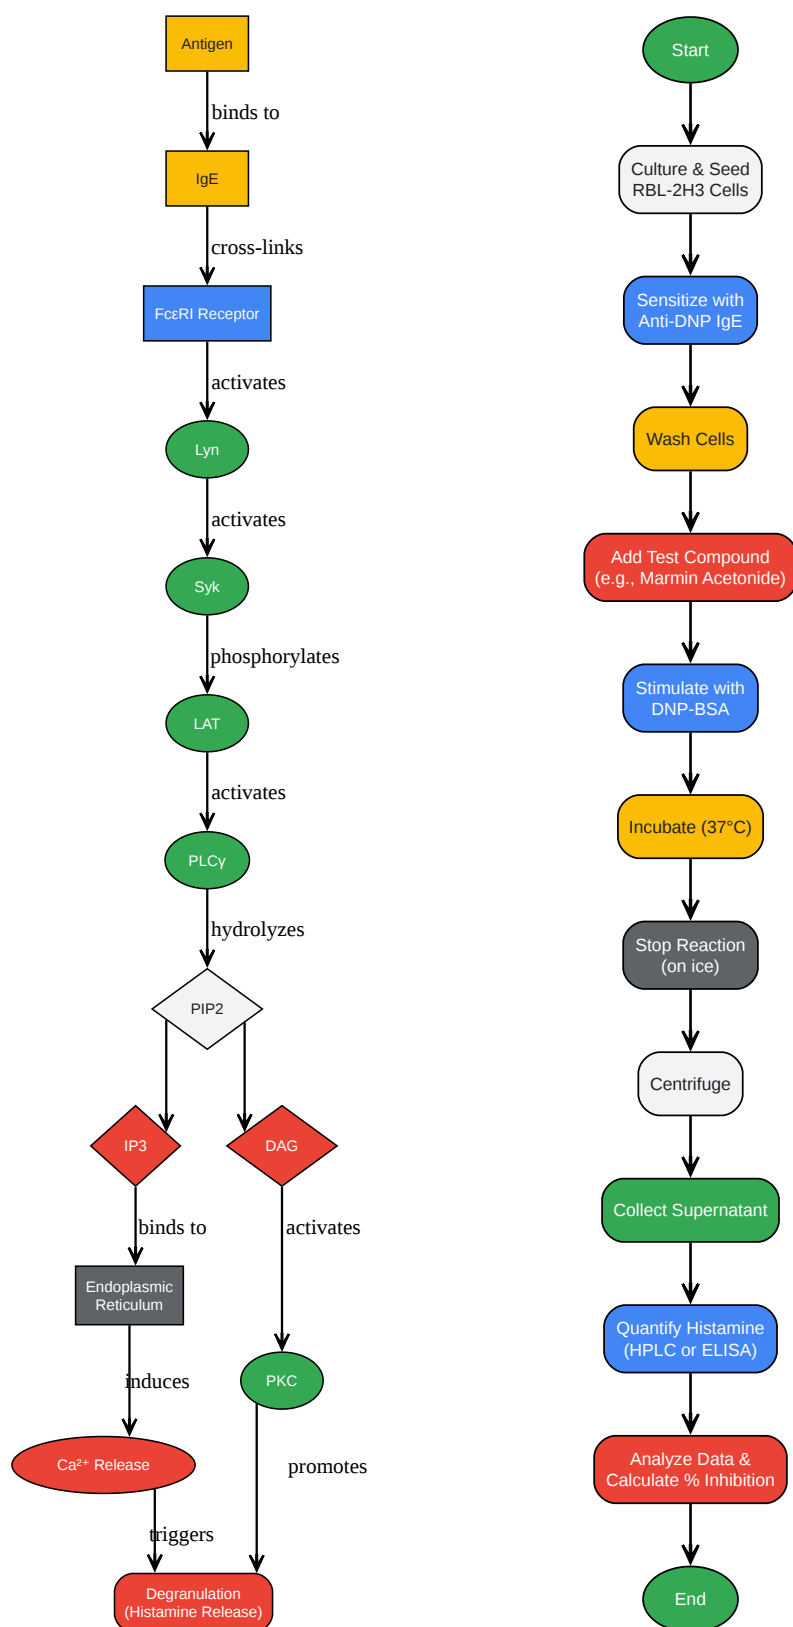 Antigen
binds to
IgE
cross-links
FcεRI Receptor
activates
Lyn
activates
Syk
phosphorylates
LAT
activates
PLCγ
hydrolyzes
PIP2
IP3
DAG
binds to
activates
Endoplasmic
Reticulum
induces
PKC
Ca²⁺ Release
promotes
triggers
Degranulation
(Histamine Release)
Start
Culture & Seed
RBL-2H3 Cells
Sensitize with
Anti-DNP IgE
Wash Cells
Add Test Compound
(e.g., Marmin Acetonide)
Stimulate with
DNP-BSA
Incubate (37°C)
Stop Reaction
(on ice)
Centrifuge
Collect Supernatant
Quantify Histamine
(HPLC or ELISA)
Analyze Data &
Calculate % Inhibition
End